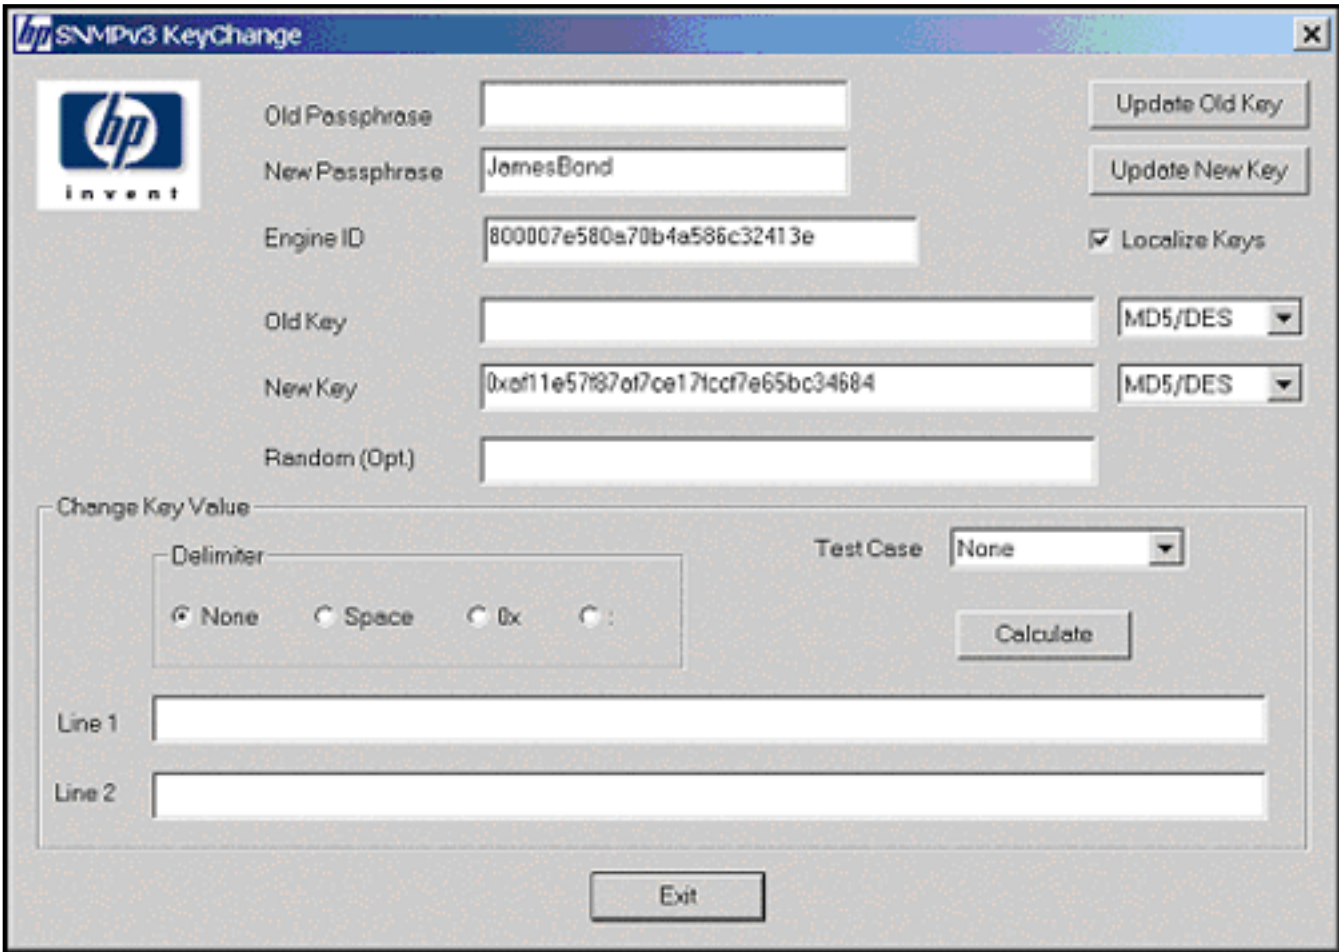 hp SNMPv3 KeyChange
hp
invent
Old Passphrase
Update Old Key
New Passphrase JamesBond
Update New Key
Engine ID 800007e580a70b4a586c32413e
Localize Keys
Old Key
MD5/DES
New Key 0xaf11e57f87af7ce17fccf7e65bc34684
MD5/DES
Random (Opt.)
Change Key Value
Delimiter
Test Case None
None Space 0x :
Calculate
Line 1
Line 2
Exit